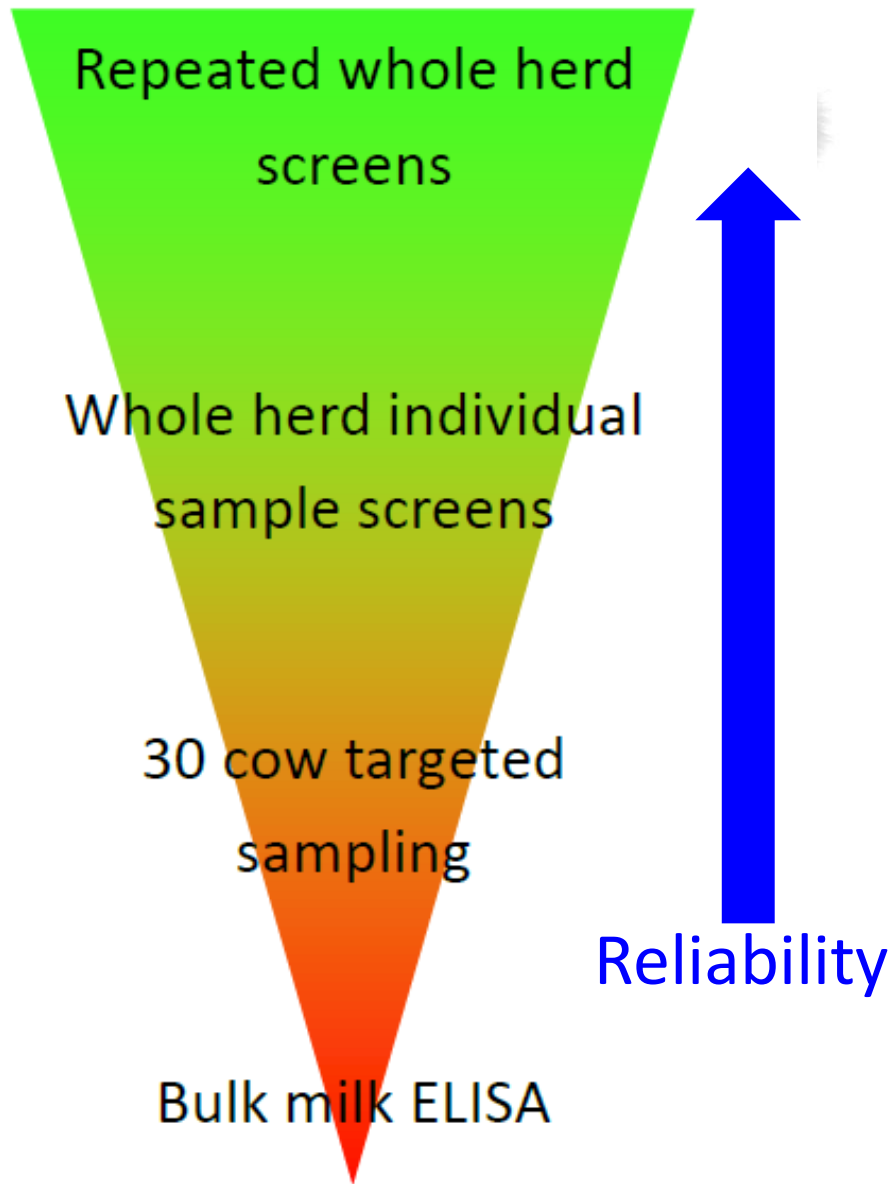 Repeated whole herd
screens
Whole herd individual
sample screens
30 cow targeted
sampling
Reliability
Bulk milk ELISA